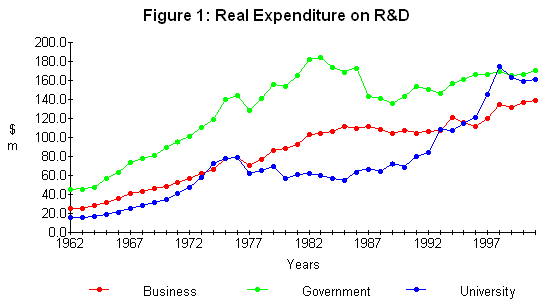 Figure 1: Real Expenditure on R&D
200.0
180.0
160.0
140.0
120.0
100.0
80.0
60.0
40.0
20.0
0.0
$
m
1962 1967 1972 1977 1982 1987 1992 1997
Years
Business Government University